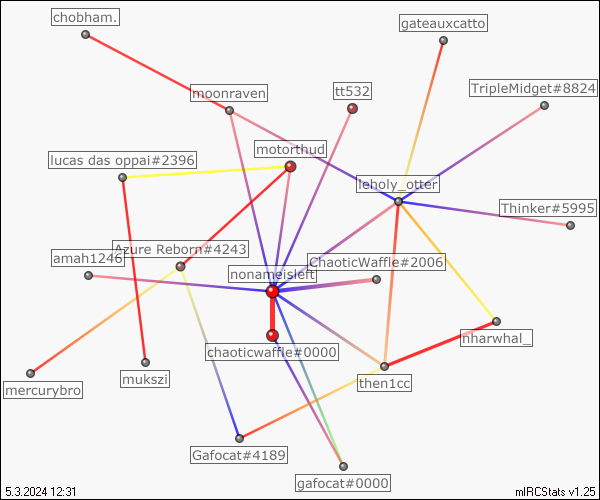 chobham.
gateauxcatto
moonraven
tt532
TripleMidget#8824
motorthud
lucas das oppai#2396
leholy_otter
Thinker#5995
Azure Reborn#4243
amah1246
ChaoticWaffle#2006
nonameisleft
nharwhal_
chaoticwaffle#0000
mercurybro
mukszi
then1cc
Gafocat#4189
gafocat#0000
5.3.2024 12:31
mIRCStats v1.25